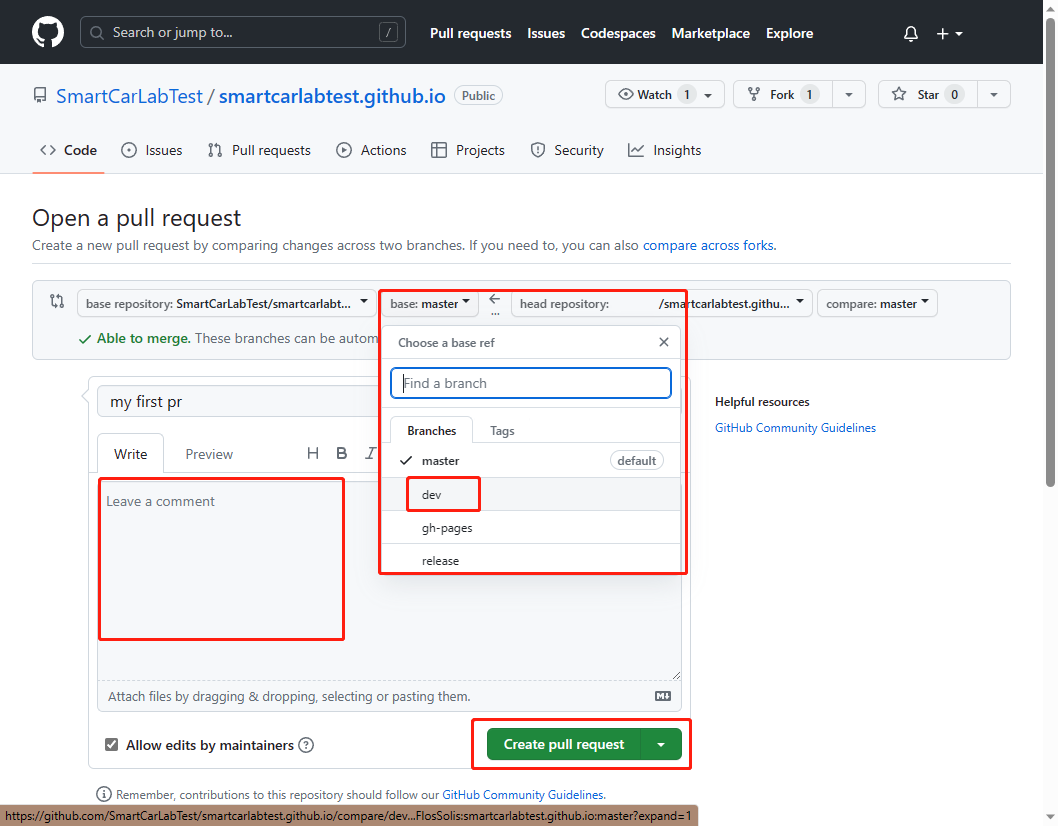 Search or jump to... /
Pull requests Issues Codespaces Marketplace Explore
SmartCarLabTest / smartcarlabtest.github.io Public
Watch 1 Fork 1 Star 0
Code Issues Pull requests Actions Projects Security Insights
Open a pull request
Create a new pull request by comparing changes across two branches. If you need to, you can also compare across forks.
base repository: SmartCarLabTest/smartcarlabt... base: master ... head repository: /smartcarlabtest.githu... compare: master
Able to merge. These branches can be autom
Choose a base ref
Find a branch
Branches Tags
master default
dev
gh-pages
release
my first pr
Write Preview H B I
Leave a comment
Attach files by dragging & dropping, selecting or pasting them.
Allow edits by maintainers ?
Create pull request
Helpful resources
GitHub Community Guidelines
Remember, contributions to this repository should follow our GitHub Community Guidelines.
https://github.com/SmartCarLabTest/smartcarlabtest.github.io/compare/dev...FlosSolis:smartcarlabtest.github.io:master?expand=1